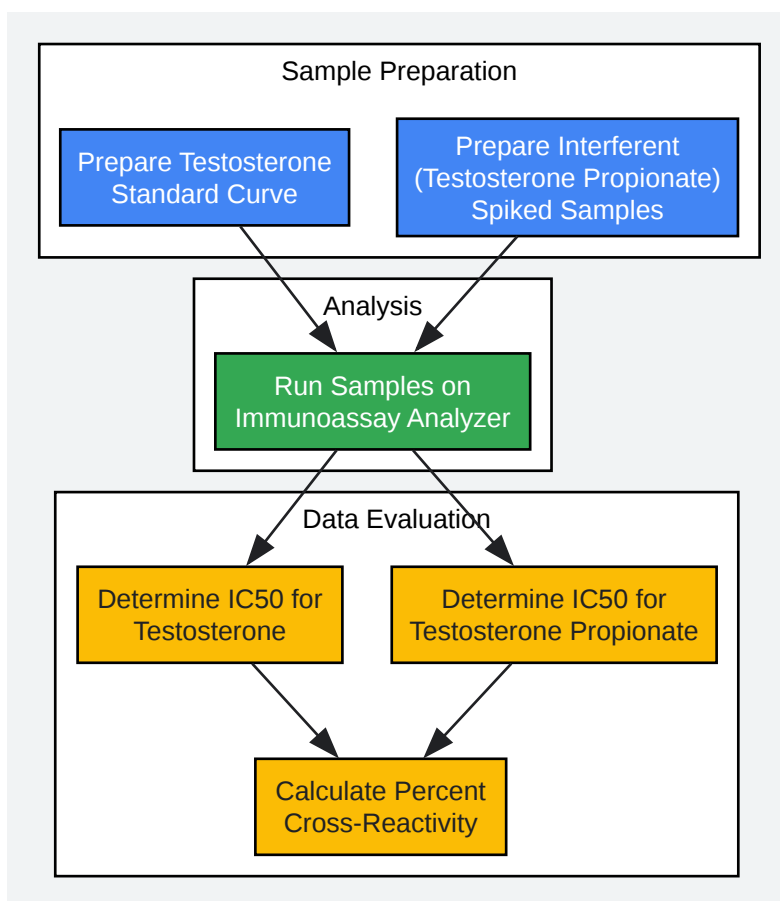 Sample Preparation
Prepare Testosterone
Standard Curve
Prepare Interferent
(Testosterone Propionate)
Spiked Samples
Analysis
Run Samples on
Immunoassay Analyzer
Data Evaluation
Determine IC50 for
Testosterone
Determine IC50 for
Testosterone Propionate
Calculate Percent
Cross-Reactivity